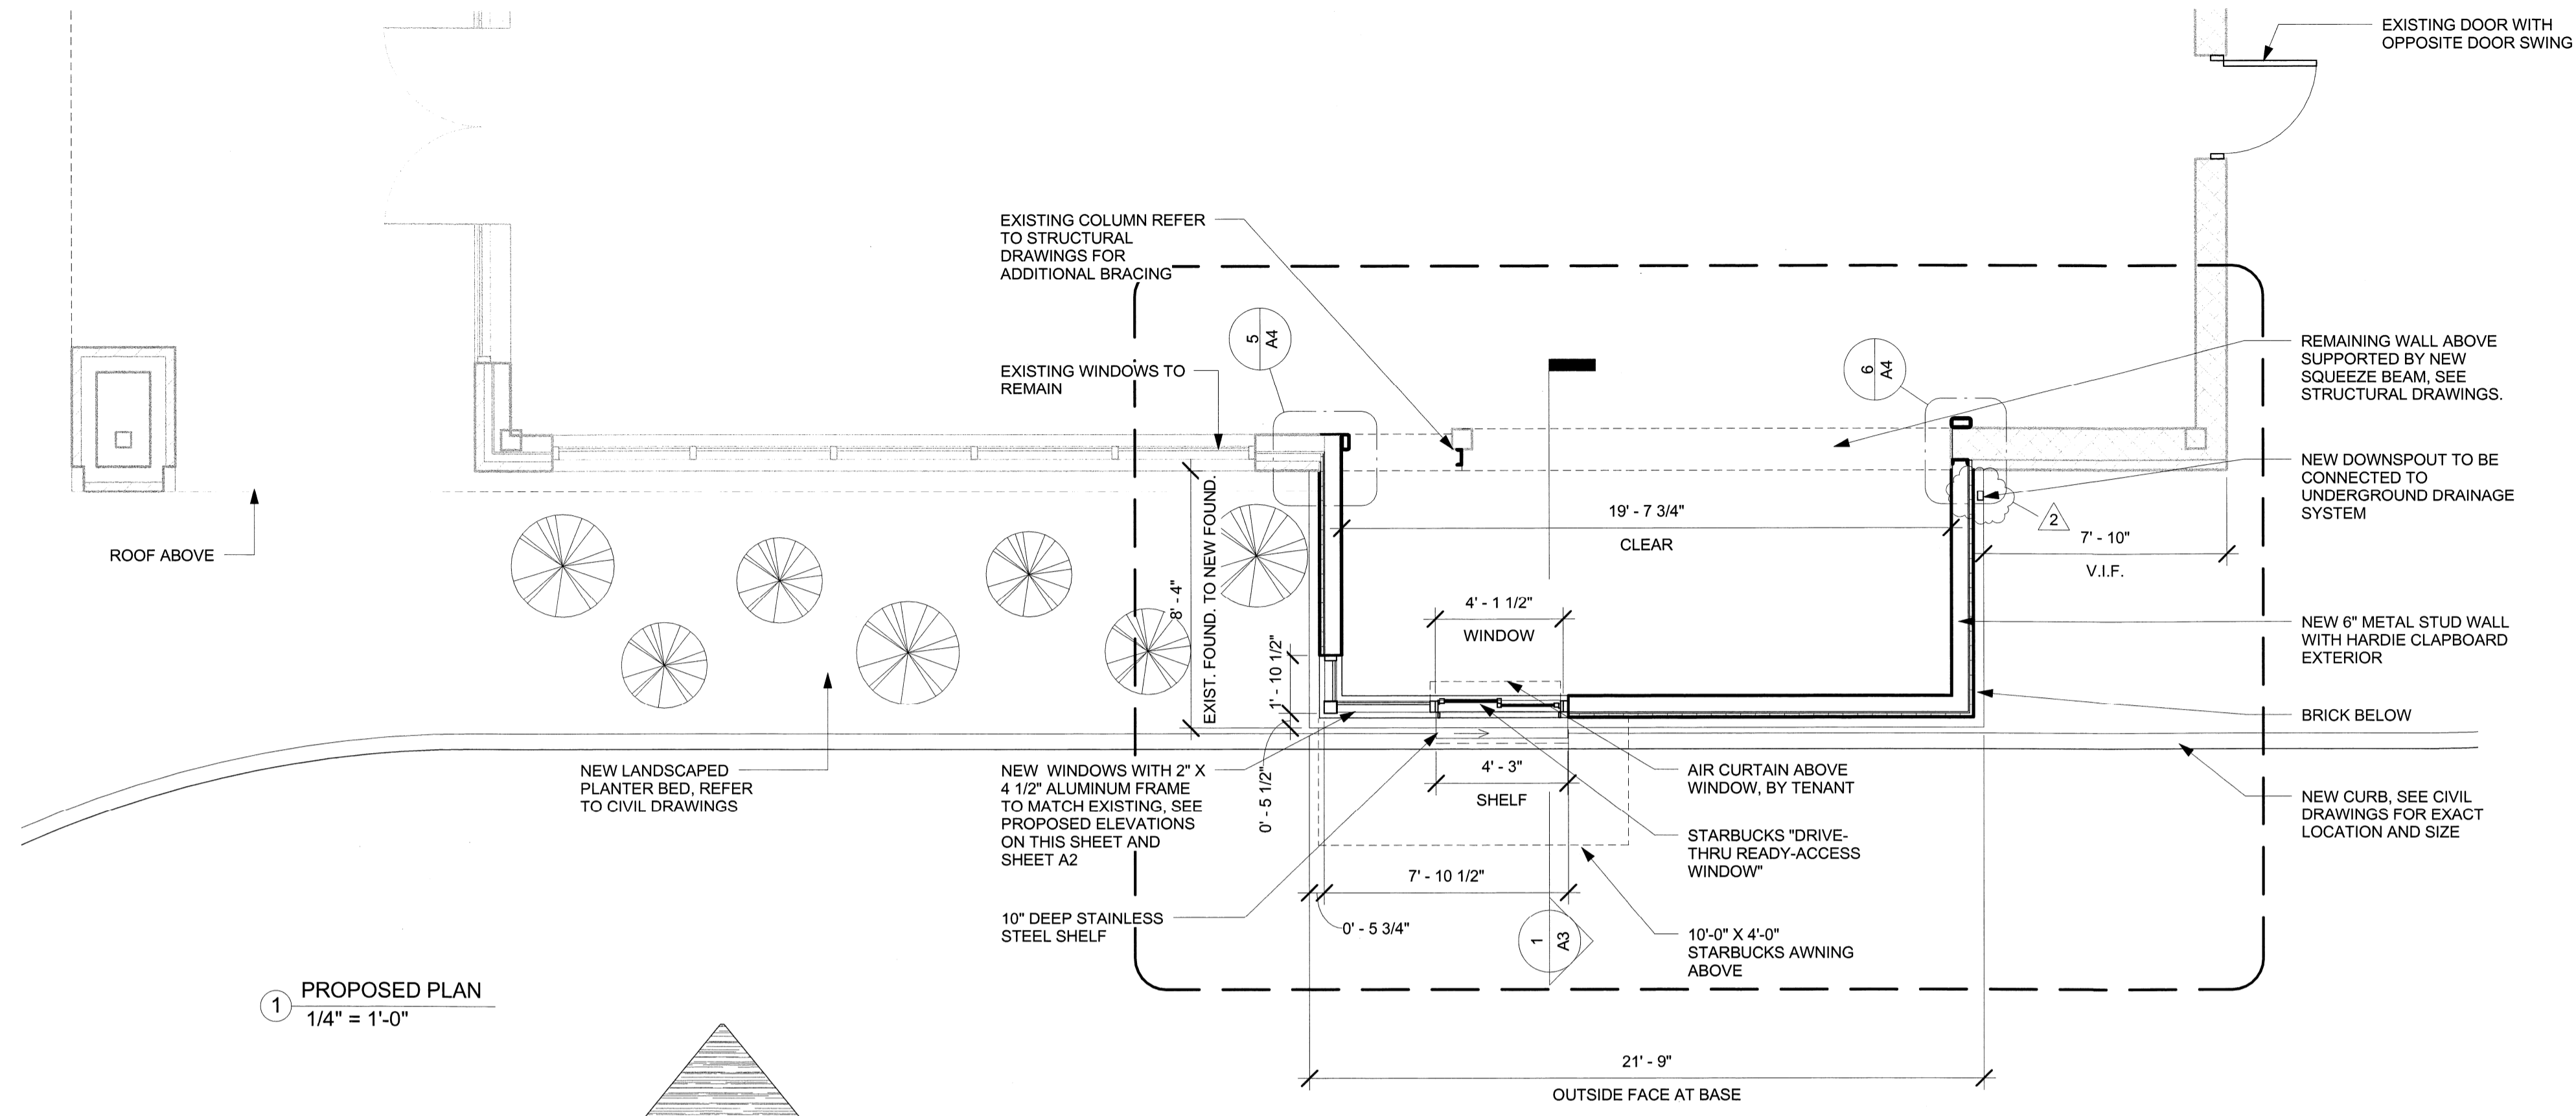 EXISTING DOOR WITH
OPPOSITE DOOR SWING
EXISTING COLUMN REFER
TO STRUCTURAL
DRAWINGS FOR
ADDITIONAL BRACING
5
A4
6
A4
EXISTING WINDOWS TO
REMAIN
REMAINING WALL ABOVE
SUPPORTED BY NEW
SQUEEZE BEAM, SEE
STRUCTURAL DRAWINGS.
NEW DOWNSPOUT TO BE
CONNECTED TO
UNDERGROUND DRAINAGE
SYSTEM
2
7' - 10"
V.I.F.
19' - 7 3/4"
CLEAR
ROOF ABOVE
8' - 4"
EXIST. FOUND. TO NEW FOUND.
4' - 1 1/2"
WINDOW
1' - 10 1/2"
NEW 6" METAL STUD WALL
WITH HARDIE CLAPBOARD
EXTERIOR
BRICK BELOW
NEW LANDSCAPED
PLANTER BED, REFER
TO CIVIL DRAWINGS
NEW WINDOWS WITH 2" X
4 1/2" ALUMINUM FRAME
TO MATCH EXISTING, SEE
PROPOSED ELEVATIONS
ON THIS SHEET AND
SHEET A2
0' - 5 1/2"
4' - 3"
SHELF
AIR CURTAIN ABOVE
WINDOW, BY TENANT
NEW CURB, SEE CIVIL
DRAWINGS FOR EXACT
LOCATION AND SIZE
STARBUCKS "DRIVE-
THRU READY-ACCESS
WINDOW"
7' - 10 1/2"
10" DEEP STAINLESS
STEEL SHELF
0' - 5 3/4"
1
A3
10'-0" X 4'-0"
STARBUCKS AWNING
ABOVE
1
PROPOSED PLAN
1/4" = 1'-0"
21' - 9"
OUTSIDE FACE AT BASE